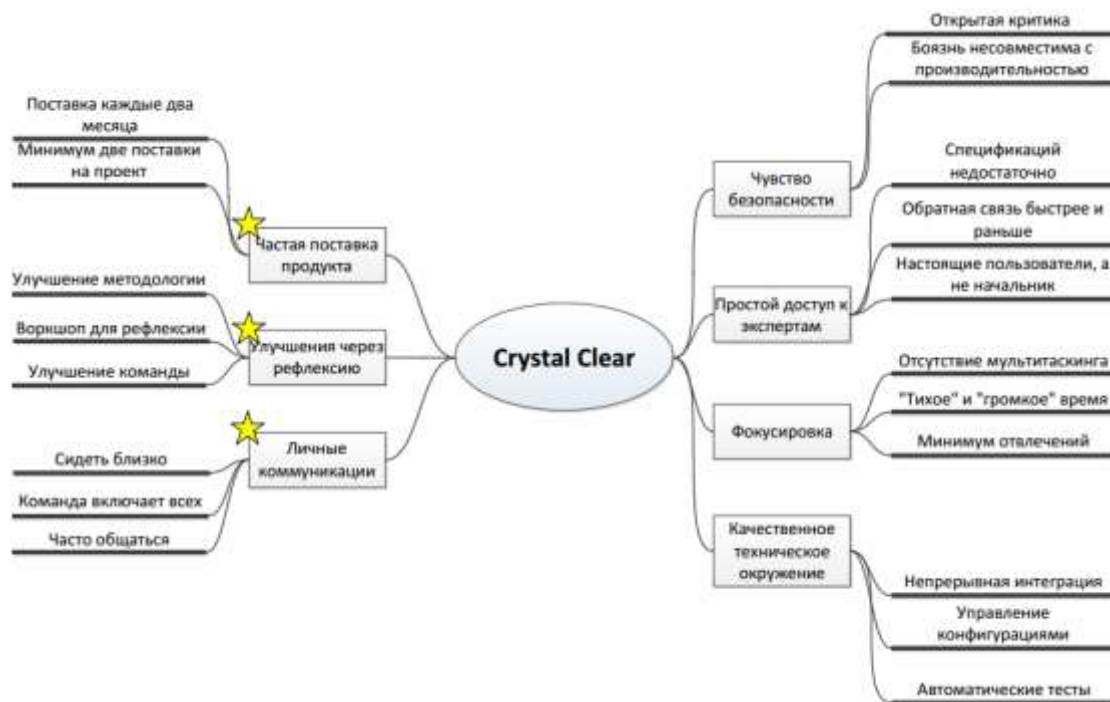 Поставка каждые два
месяца
Минимум две поставки
на проект
Частая поставка
продукта
Улучшение методологии
Воркшоп для рефлексии
Улучшение команды
Улучшения через
рефлексию
Сидеть близко
Команда включает всех
Часто общаться
Личные
коммуникации
Crystal Clear
Чувство
безопасности
Открытая критика
Боязнь несовместима с
производительностью
Простой доступ к
экспертам
Спецификаций
недостаточно
Обратная связь быстрее и
раньше
Настоящие пользователи, а
не начальник
Фокусировка
Отсутствие мультитаскинга
"Тихое" и "громкое" время
Минимум отвлечений
Качественное
техническое
окружение
Непрерывная интеграция
Управление
конфигурациями
Автоматические тесты